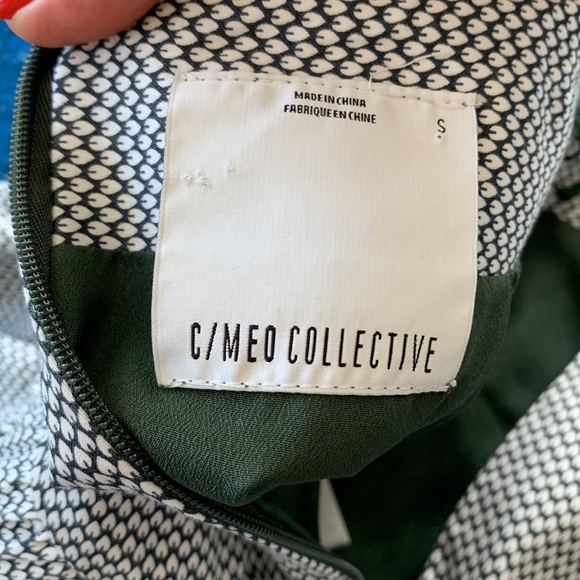 MADE IN CHINA
FABRIQUE EN CHINE
S
C/MEO COLLECTIVE